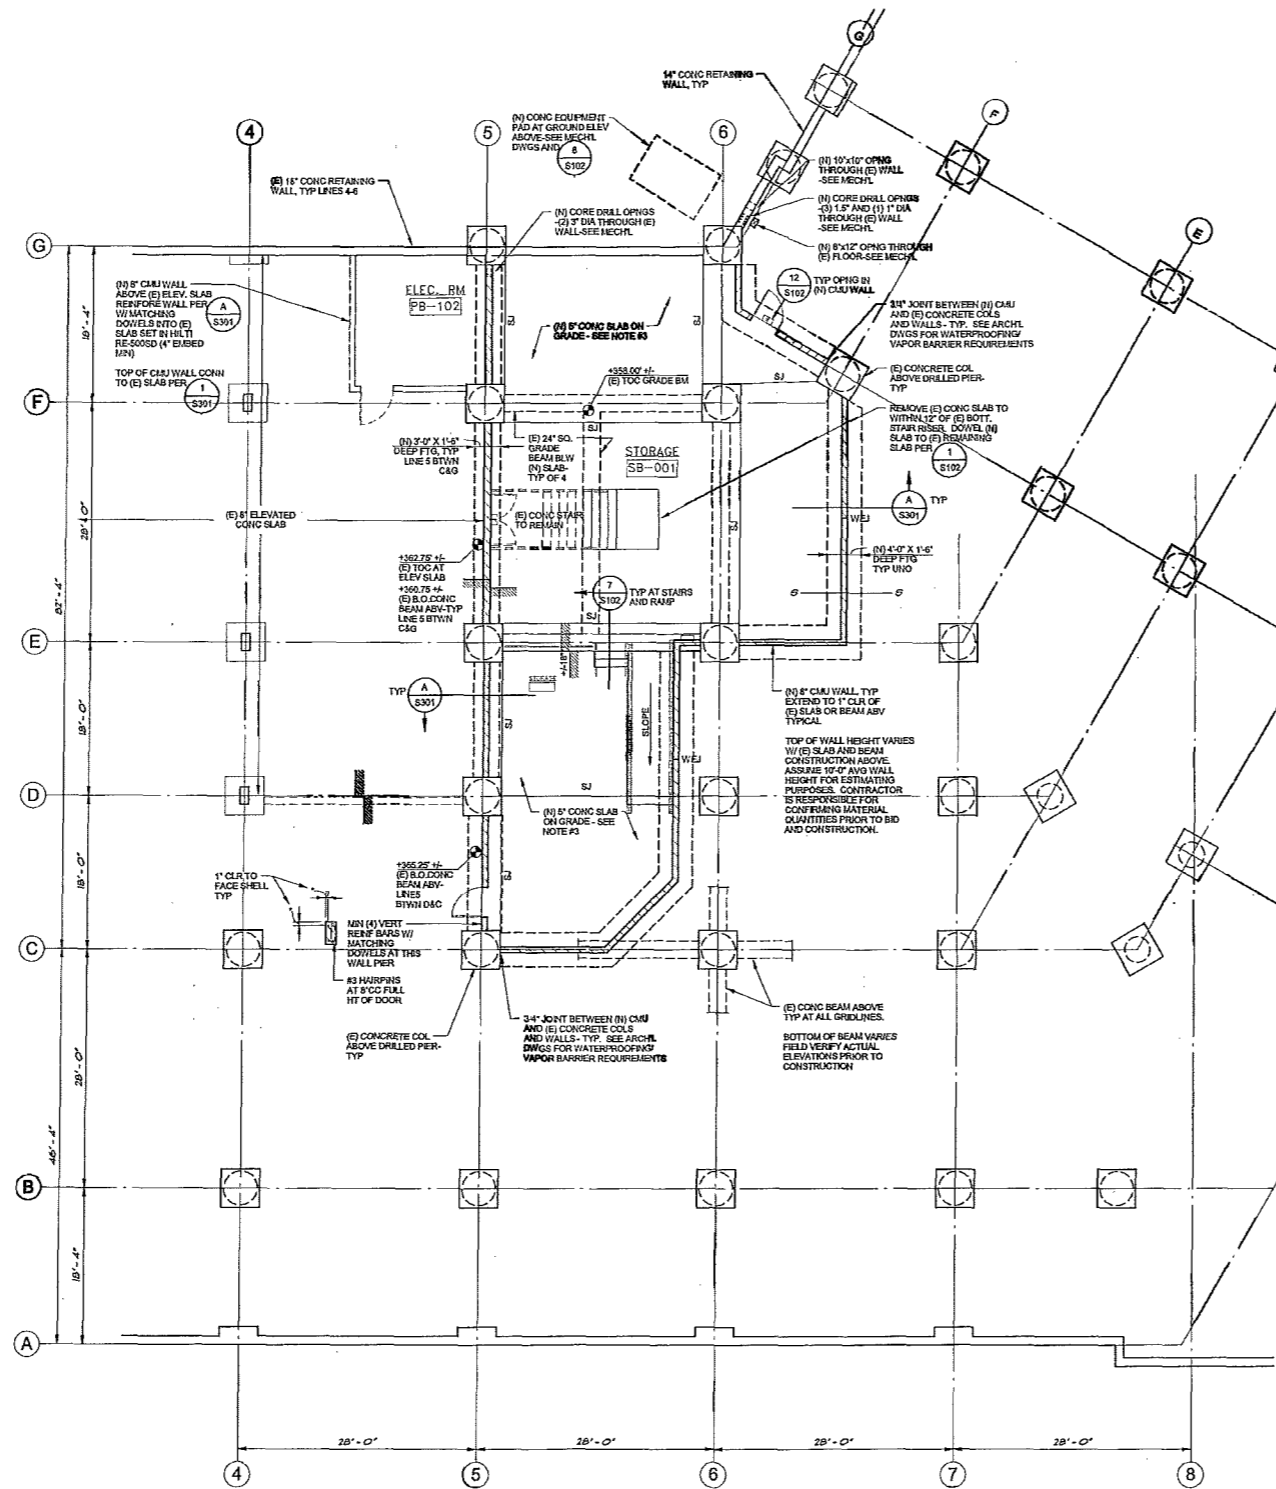 G
14" CONC RETAINING
WALL, TYP
F
(N) CONC EQUIPMENT
PAD AT GROUND ELEV
ABOVE-SEE MECH'L
DWGS AND
6
S102
4
5
6
(N) 10"x10" OPNG
THROUGH (E) WALL
-SEE MECH'L
(E) 18" CONC RETAINING
WALL, TYP LINES 4-6
(N) CORE DRILL OPNGS
-(3) 1.5" AND (1) 1" DIA
THROUGH (E) WALL
-SEE MECH'L
(N) CORE DRILL OPNGS
-(2) 3" DIA THROUGH (E)
WALL-SEE MECH'L
E
G
(N) 8"x12" OPNG THROUGH
(E) FLOOR-SEE MECH'L
12
S102
TYP OPNG IN
(N) CMU WALL
(N) 8" CMU WALL
ABOVE (E) ELEV. SLAB
REINFORE WALL PER
W/ MATCHING
DOWELS INTO (E)
SLAB SET IN HILTI
RE-500SD (4" EMBED
MIN)
A
S301
ELEC. RM
PB-102
SJ
(N) 5" CONC SLAB ON
GRADE - SEE NOTE #3
SJ
3/4" JOINT BETWEEN (N) CMU
AND (E) CONCRETE COLS
AND WALLS - TYP. SEE ARCH'L
DWGS FOR WATERPROOFING/
VAPOR BARRIER REQUIREMENTS
18' - 4"
TOP OF CMU WALL CONN
TO (E) SLAB PER
1
S301
+358.00' +/-
(E) TOC GRADE BM
SJ
(E) CONCRETE COL
ABOVE DRILLED PIER-
TYP
F
SJ
REMOVE (E) CONC SLAB TO
WITHIN 12" OF (E) BOTT.
STAIR RISER. DOWEL (N)
SLAB TO (E) REMAINING
SLAB PER
1
S102
(N) 3'-0" X 1'-6"
DEEP FTG, TYP
LINE 5 BTWN
C&G
(E) 24" SQ.
GRADE
BEAM BLW
(N) SLAB-
TYP OF 4
STORAGE
SB-001
A
S301
TYP
28' - 0"
(E) 8" ELEVATED
CONC SLAB
(E) CONC STAIR
TO REMAIN
SJ
WEJ
+362.75' +/-
(E) TOC AT
ELEV SLAB
+360.75 +/-
(E) B.O.CONC
BEAM ABV-TYP
LINE 5 BTWN
C&G
(N) 4'-0" X 1'-6"
DEEP FTG
TYP UNO
82' - 4"
7
S102
TYP AT STAIRS
AND RAMP
SJ
E
+/-18"
TYP
A
S301
STORAGE
SLOPE
(N) 8" CMU WALL, TYP
EXTEND TO 1" CLR OF
(E) SLAB OR BEAM ABV
TYPICAL
18' - 0"
SJ
WEJ
TOP OF WALL HEIGHT VARIES
W/ (E) SLAB AND BEAM
CONSTRUCTION ABOVE.
ASSUME 10'-0" AVG WALL
HEIGHT FOR ESTIMATING
PURPOSES. CONTRACTOR
IS RESPONSIBLE FOR
CONFIRMING MATERIAL
QUANTITIES PRIOR TO BID
AND CONSTRUCTION.
D
SJ
(N) 5" CONC SLAB
ON GRADE - SEE
NOTE #3
18' - 0"
+365.25' +/-
(E) B.O.CONC
BEAM ABV-
LINE5
BTWN D&C
SJ
1" CLR TO
FACE SHELL
TYP
MIN (4) VERT
REINF BARS W/
MATCHING
DOWELS AT THIS
WALL PIER
C
#3 HAIRPINS
AT 8"CC FULL
HT OF DOOR
(E) CONC BEAM ABOVE
TYP AT ALL GRIDLINES.
3/4" JOINT BETWEEN (N) CMU
AND (E) CONCRETE COLS
AND WALLS - TYP. SEE ARCH'L
DWGS FOR WATERPROOFING/
VAPOR BARRIER REQUIREMENTS
(E) CONCRETE COL
ABOVE DRILLED PIER-
TYP
BOTTOM OF BEAM VARIES
FIELD VERIFY ACTUAL
ELEVATIONS PRIOR TO
CONSTRUCTION
28' - 0"
46' - 4"
B
18' - 4"
A
28' - 0"
28' - 0"
28' - 0"
28' - 0"
4
5
6
7
8